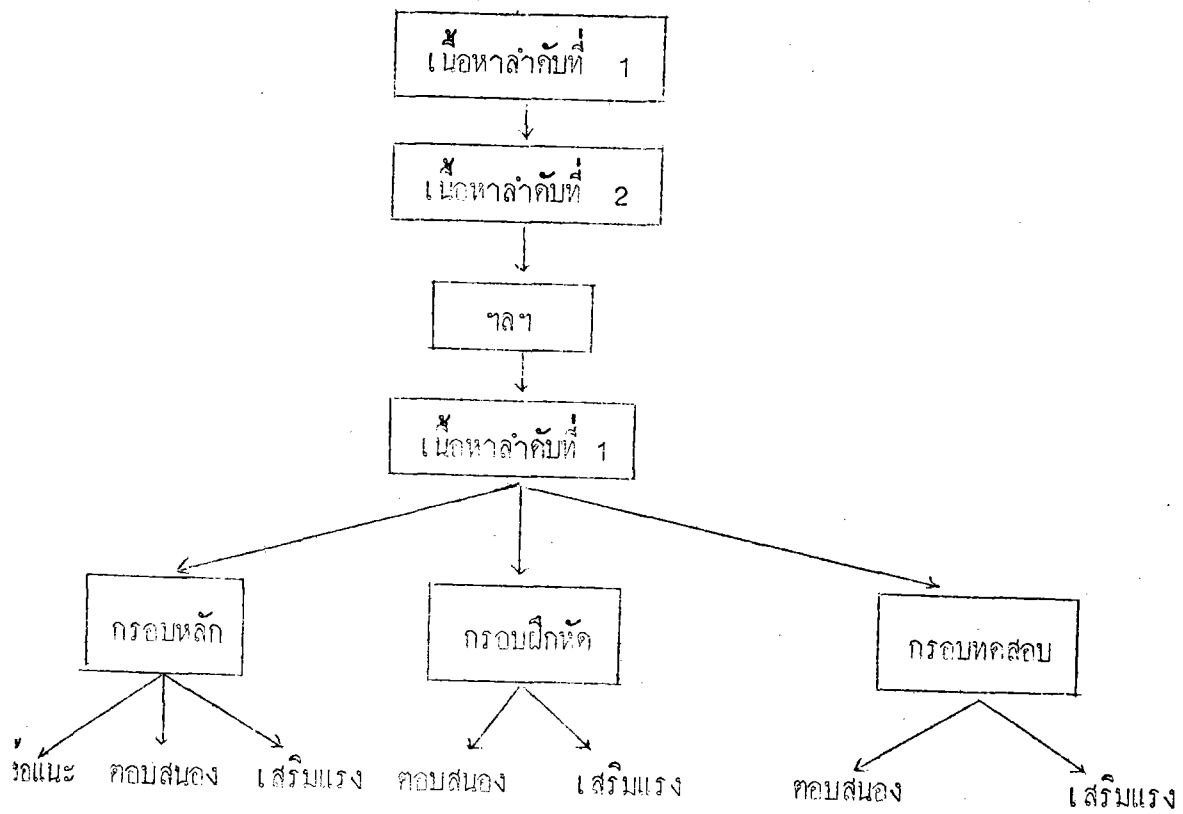 เนื้อหาลำดับที่ 1
เนื้อหาลำดับที่ 2
ฯลฯ
เนื้อหาลำดับที่ 1
กรอบหลัก กรอบฝึกหัด กรอบทดสอบ
ข้อแนะ ตอบสนอง เสริมแรง ตอบสนอง เสริมแรง ตอบสนอง เสริมแรง